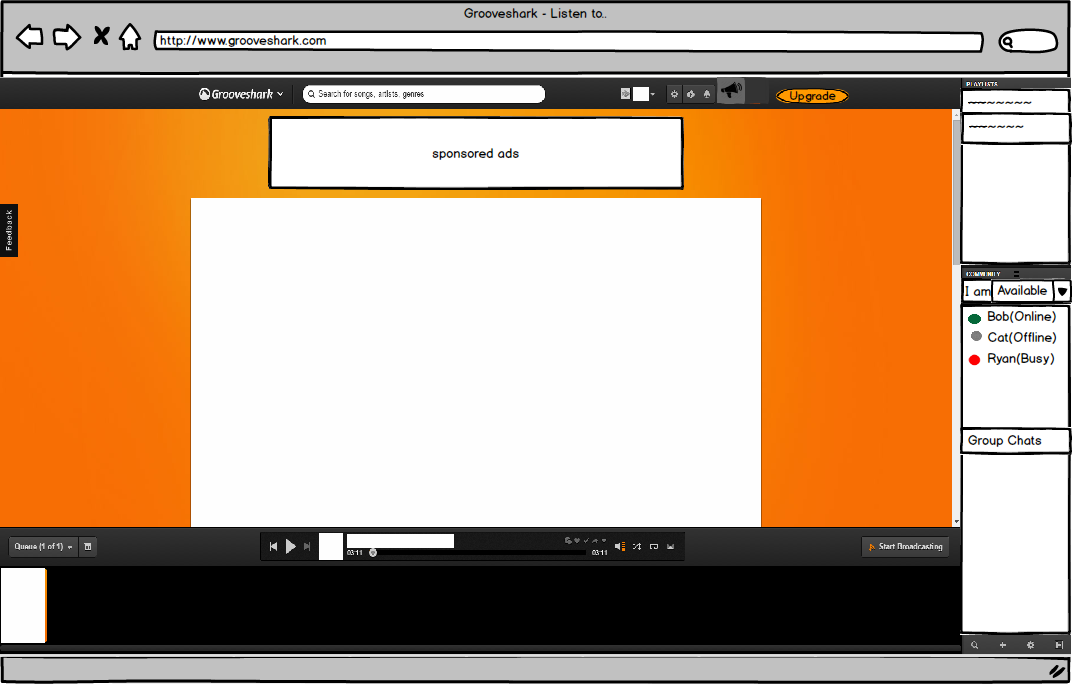 Grooveshark - Listen to..
http://www.grooveshark.com
Grooveshark
Search for songs, artists, genres
Upgrade
PLAYLISTS
~~~~~~~~
~~~~~~~
sponsored ads
Feedback
COMMUNITY
I am
Available
Bob(Online)
Cat(Offline)
Ryan(Busy)
Group Chats
Queue (1 of 1)
03:11
03:11
Start Broadcasting